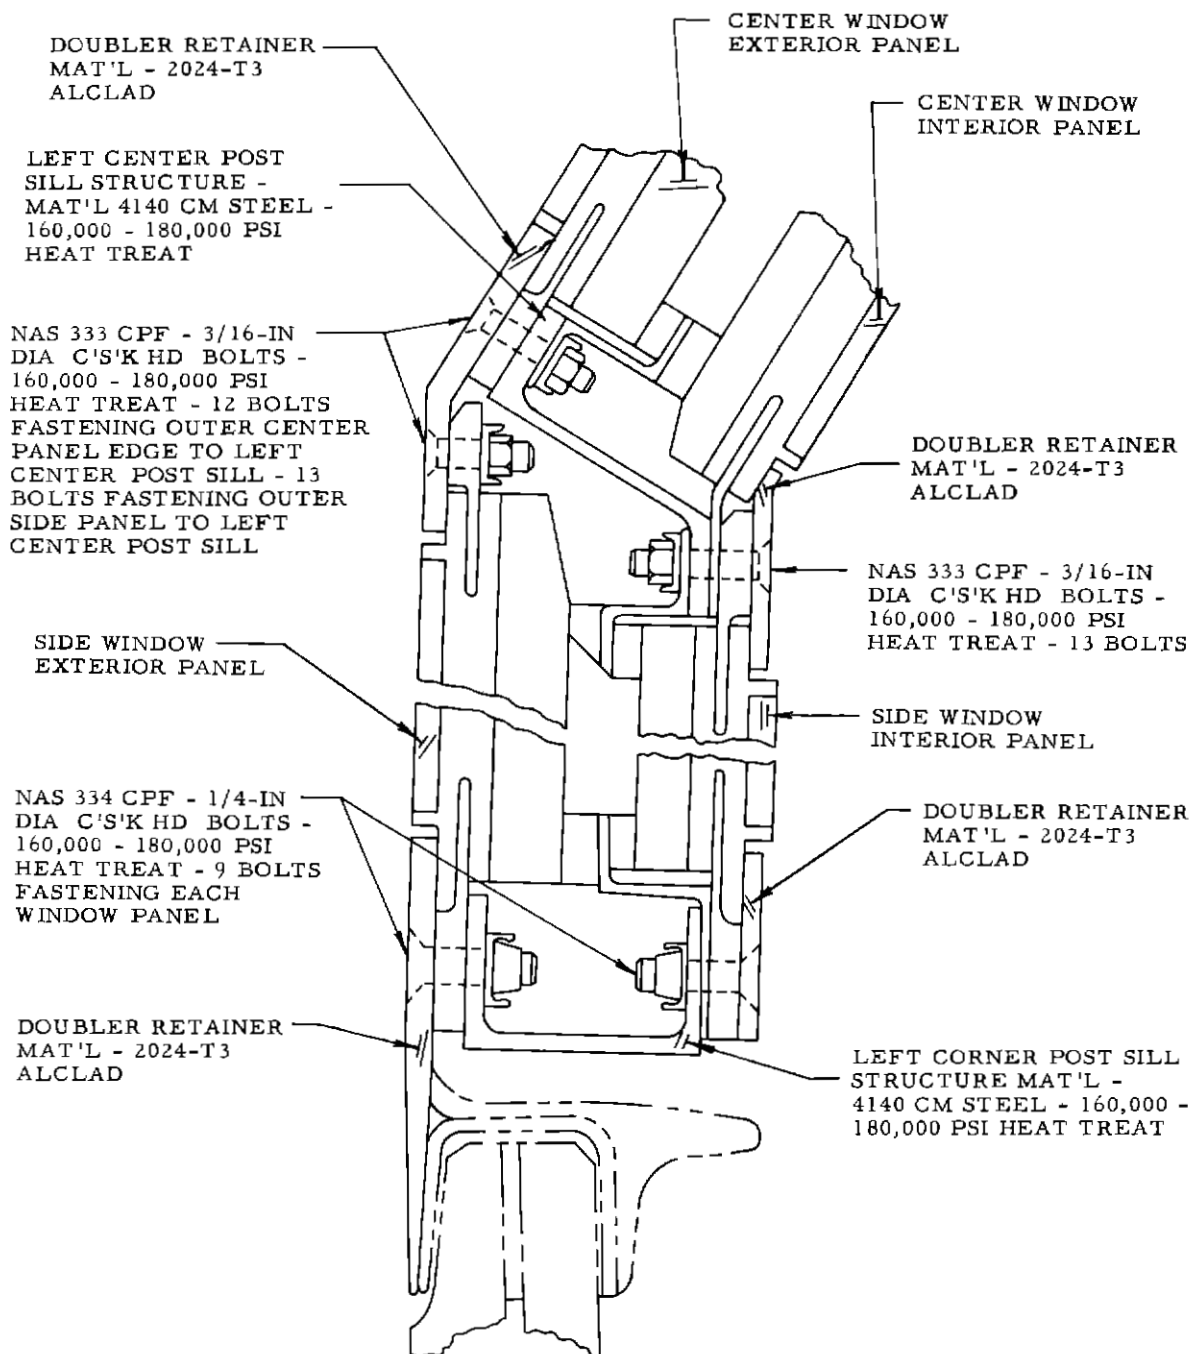 CENTER WINDOW
EXTERIOR PANEL
DOUBLER RETAINER
MAT'L - 2024-T3
ALCLAD
CENTER WINDOW
INTERIOR PANEL
LEFT CENTER POST
SILL STRUCTURE -
MAT'L 4140 CM STEEL -
160,000 - 180,000 PSI
HEAT TREAT
NAS 333 CPF - 3/16-IN
DIA C'S'K HD BOLTS -
160,000 - 180,000 PSI
HEAT TREAT - 12 BOLTS
FASTENING OUTER CENTER
PANEL EDGE TO LEFT
CENTER POST SILL - 13
BOLTS FASTENING OUTER
SIDE PANEL TO LEFT
CENTER POST SILL
DOUBLER RETAINER
MAT'L - 2024-T3
ALCLAD
NAS 333 CPF - 3/16-IN
DIA C'S'K HD BOLTS -
160,000 - 180,000 PSI
HEAT TREAT - 13 BOLTS
SIDE WINDOW
EXTERIOR PANEL
SIDE WINDOW
INTERIOR PANEL
NAS 334 CPF - 1/4-IN
DIA C'S'K HD BOLTS -
160,000 - 180,000 PSI
HEAT TREAT - 9 BOLTS
FASTENING EACH
WINDOW PANEL
DOUBLER RETAINER
MAT'L - 2024-T3
ALCLAD
DOUBLER RETAINER
MAT'L - 2024-T3
ALCLAD
LEFT CORNER POST SILL
STRUCTURE MAT'L -
4140 CM STEEL - 160,000 -
180,000 PSI HEAT TREAT